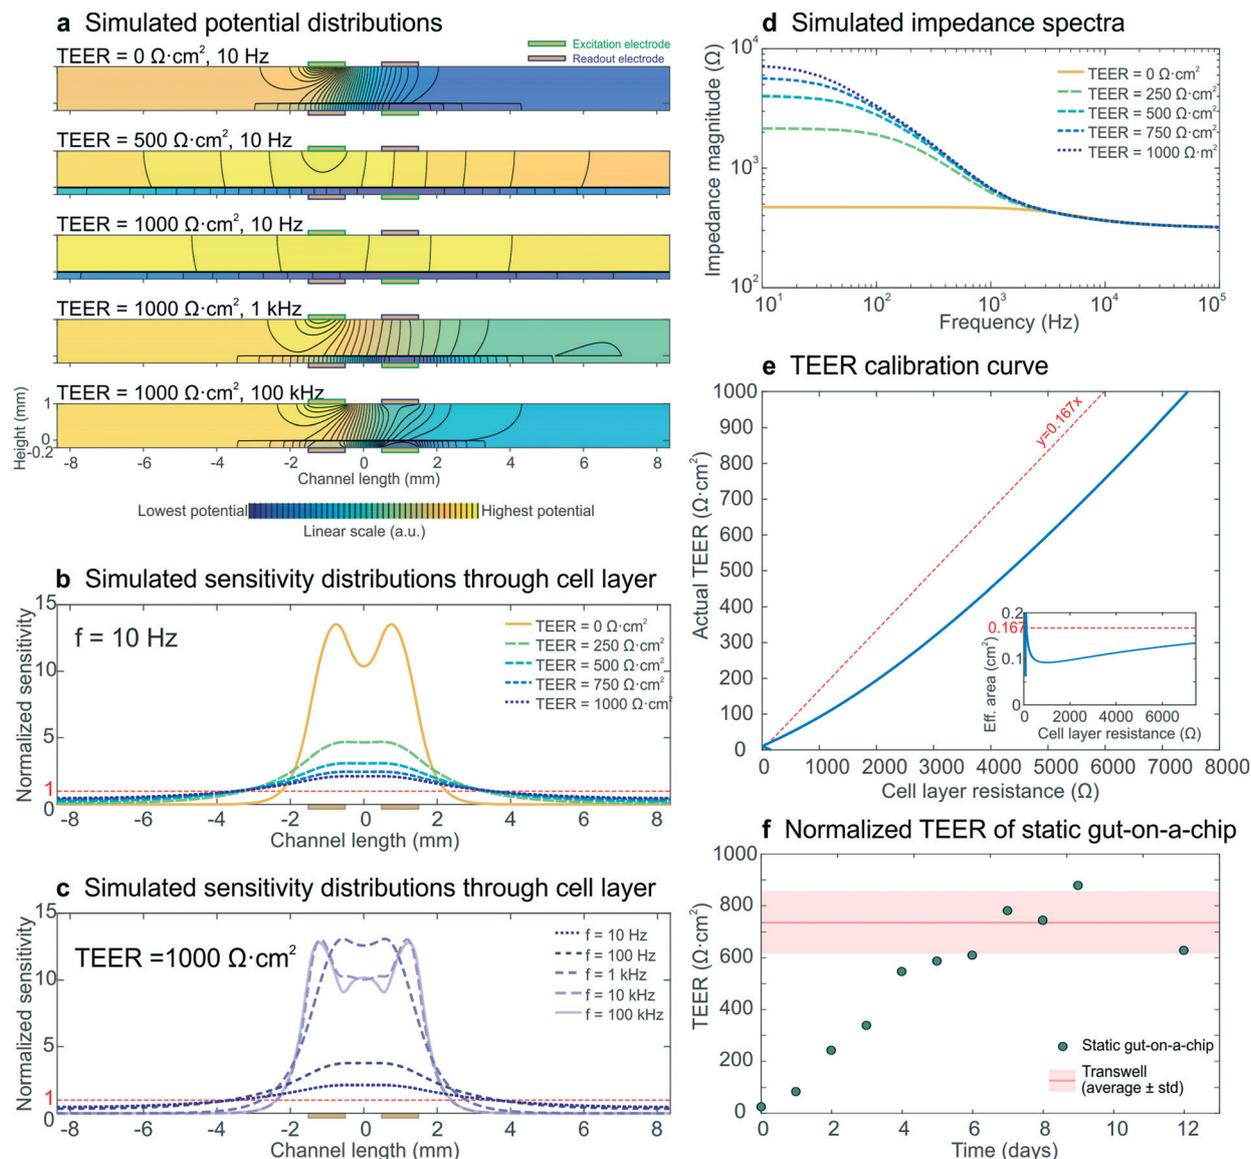 a Simulated potential distributions
TEER = 0 Ω·cm², 10 Hz
Excitation electrode
Readout electrode
TEER = 500 Ω·cm², 10 Hz
TEER = 1000 Ω·cm², 10 Hz
TEER = 1000 Ω·cm², 1 kHz
TEER = 1000 Ω·cm², 100 kHz
Height (mm)
1
0
-0.2
-8 -6 -4 -2 0 2 4 6 8
Channel length (mm)
Lowest potential
Highest potential
Linear scale (a.u.)
b Simulated sensitivity distributions through cell layer
Normalized sensitivity
15
10
5
1
0
f = 10 Hz
TEER = 0 Ω·cm²
TEER = 250 Ω·cm²
TEER = 500 Ω·cm²
TEER = 750 Ω·cm²
TEER = 1000 Ω·cm²
-8 -6 -4 -2 0 2 4 6 8
Channel length (mm)
c Simulated sensitivity distributions through cell layer
Normalized sensitivity
15
10
5
1
0
TEER =1000 Ω·cm²
f = 10 Hz
f = 100 Hz
f = 1 kHz
f = 10 kHz
f = 100 kHz
-8 -6 -4 -2 0 2 4 6 8
Channel length (mm)
d Simulated impedance spectra
Impedance magnitude (Ω)
10⁴
10³
10²
TEER = 0 Ω·cm²
TEER = 250 Ω·cm²
TEER = 500 Ω·cm²
TEER = 750 Ω·cm²
TEER = 1000 Ω·m²
10¹ 10² 10³ 10⁴ 10⁵
Frequency (Hz)
e TEER calibration curve
Actual TEER (Ω·cm²)
1000
900
800
700
600
500
400
300
200
100
0
y=0.167x
Eff. area (cm²)
0.2
0.167
0.1
0
0 2000 4000 6000
Cell layer resistance (Ω)
0 1000 2000 3000 4000 5000 6000 7000 8000
Cell layer resistance (Ω)
f Normalized TEER of static gut-on-a-chip
TEER (Ω·cm²)
1000
800
600
400
200
0
Static gut-on-a-chip
Transwell
(average ± std)
0 2 4 6 8 10 12
Time (days)